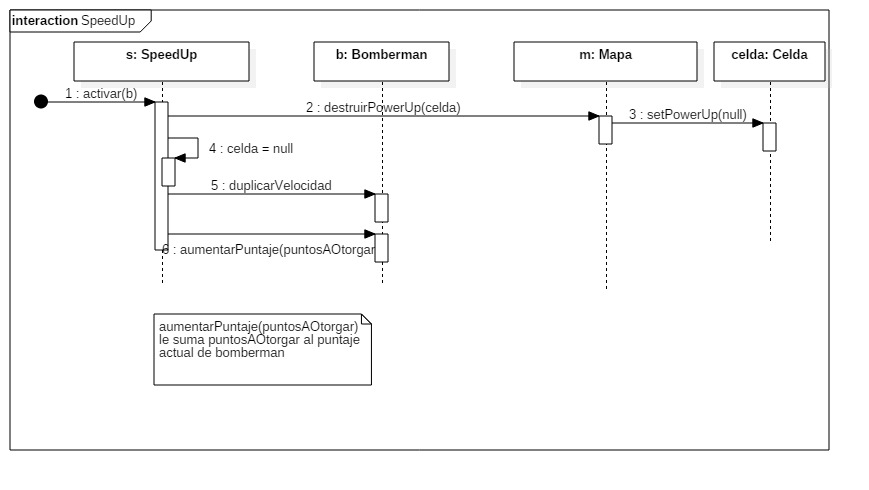 interaction SpeedUp
s: SpeedUp
b: Bomberman
m: Mapa
celda: Celda
1 : activar(b)
2 : destruirPowerUp(celda)
3 : setPowerUp(null)
4 : celda = null
5 : duplicarVelocidad
6 : aumentarPuntaje(puntosAOtorgar
aumentarPuntaje(puntosAOtorgar)
le suma puntosAOtorgar al puntaje
actual de bomberman